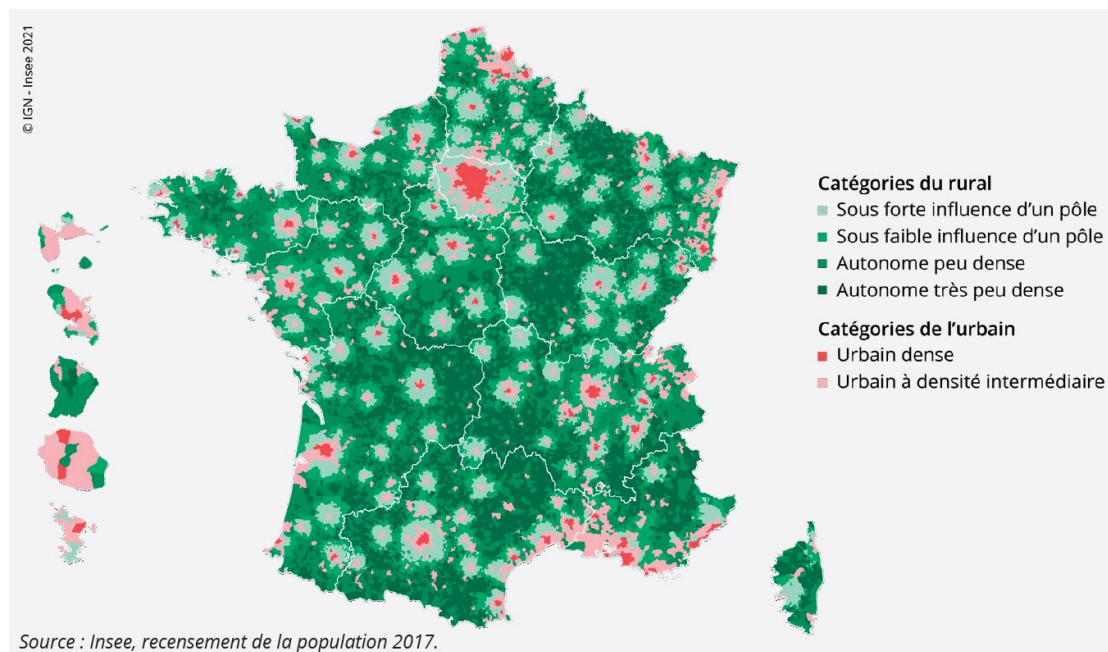 © IGN - Insee 2021
Catégories du rural
Sous forte influence d’un pôle
Sous faible influence d’un pôle
Autonome peu dense
Autonome très peu dense
Catégories de l’urbain
Urbain dense
Urbain à densité intermédiaire
Source : Insee, recensement de la population 2017.